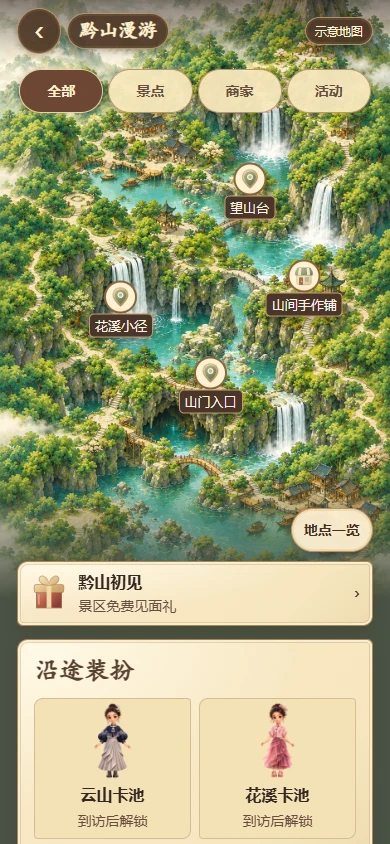 黔山漫游
示意地图
全部
景点
商家
活动
望山台
山间手作铺
花溪小径
山门入口
地点一览
黔山初见
景区免费见面礼
沿途装扮
云山卡池
到访后解锁
花溪卡池
到访后解锁